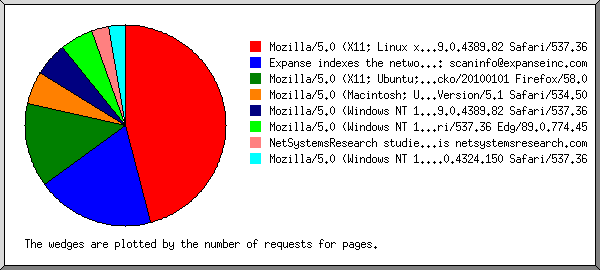 Mozilla/5.0 (X11; Linux x...9.0.4389.82 Safari/537.36
Expanse indexes the netwo...: scaninfo@expanseinc.com
Mozilla/5.0 (X11; Ubuntu;...cko/20100101 Firefox/58.0
Mozilla/5.0 (Macintosh; U...Version/5.1 Safari/534.50
Mozilla/5.0 (Windows NT 1...9.0.4389.82 Safari/537.36
Mozilla/5.0 (Windows NT 1...ri/537.36 Edg/89.0.774.45
NetSystemsResearch studie...is netsystemsresearch.com
Mozilla/5.0 (Windows NT 1....0.4324.150 Safari/537.36
The wedges are plotted by the number of requests for pages.